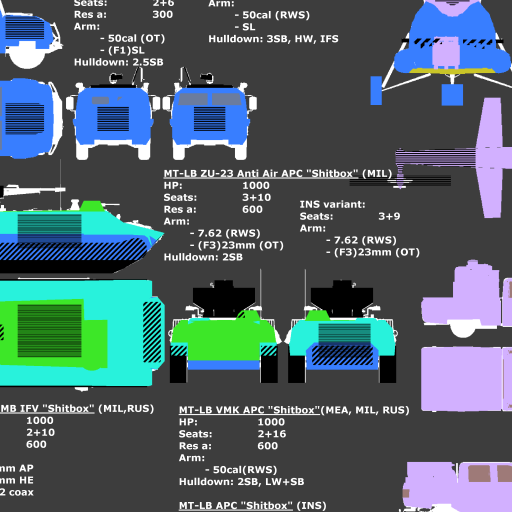 Seats: 2+6
Res a: 300
Arm:
- 50cal (OT)
- (F1)SL
Hulldown: 2.5SB
Arm:
- 50cal (RWS)
- SL
Hulldown: 3SB, HW, IFS
MT-LB ZU-23 Anti Air APC "Shitbox" (MIL)
HP: 1000
Seats: 3+10
Res a: 600
Arm:
- 7.62 (RWS)
- (F3)23mm (OT)
Hulldown: 2SB
INS variant:
Seats: 3+9
Arm:
- 7.62 (RWS)
- (F3)23mm (OT)
MB IFV "Shitbox" (MIL,RUS)
1000
2+10
600
mm AP
mm HE
2 coax
MT-LB VMK APC "Shitbox"(MEA, MIL, RUS)
HP: 1000
Seats: 2+16
Res a: 600
Arm:
- 50cal(RWS)
Hulldown: 2SB, LW+SB
MT-LB APC "Shitbox" (INS)